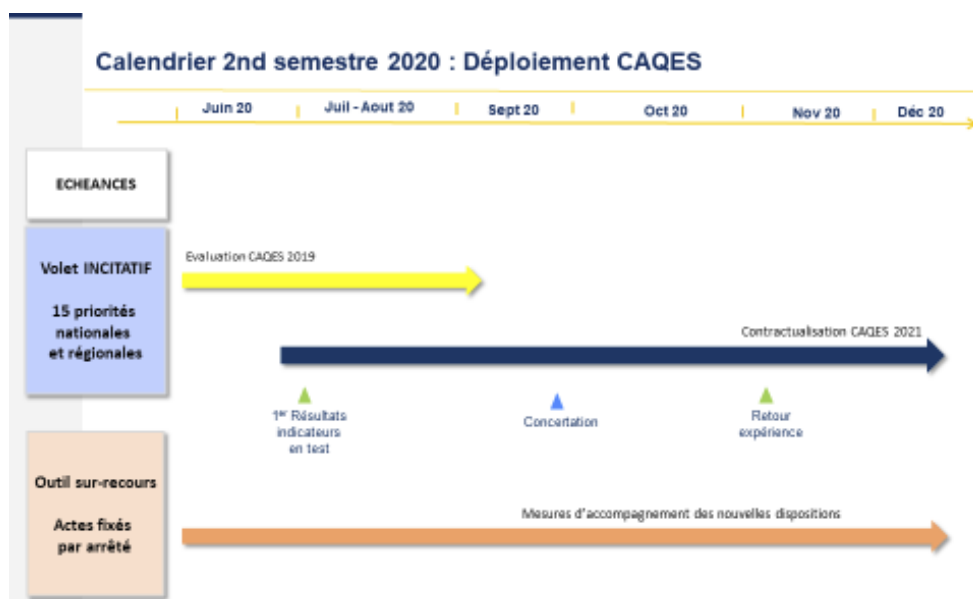 Calendrier 2nd semestre 2020 : Déploiement CAQES
Juin 20
Juil - Aout 20
Sept 20
Oct 20
Nov 20
Déc 20
ECHEANCES
Volet INCITATIF
15 priorités
nationales
et régionales
Evaluation CAQES 2019
Contractualisation CAQES 2021
1er Résultats
indicateurs
en test
Concertation
Retour
expérience
Outil sur-recours
Actes fixés
par arrêté
Mesures d'accompagnement des nouvelles dispositions